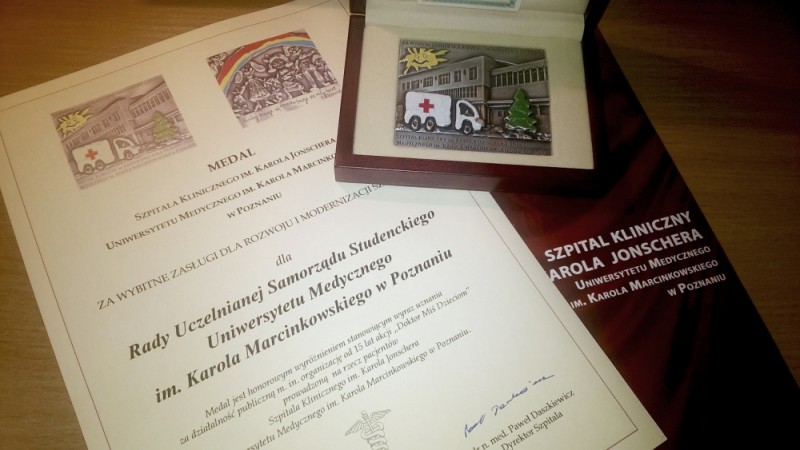 MEDAL
SZPITALA KLINICZNEGO IM. KAROLA JONSCHERA
UNIWERSYTETU MEDYCZNEGO IM. KAROLA MARCINKOWSKIEGO
W POZNANIU
ZA WYBITNE ZASŁUGI DLA ROZWOJU I MODERNIZACJI
dla
Rady Uczelnianej Samorządu Studenckiego
Uniwersytetu Medycznego
im. Karola Marcinkowskiego w Poznaniu
Medal jest honorowym wyróżnieniem stanowiącym wyraz uznania
za działalność publiczną m. in. organizację od 15 lat akcji „Doktor Miś Dzieciom"
prowadzoną na rzecz pacjentów
Szpitala Klinicznego im. Karola Jonschera
Uniwersytetu Medycznego im. Karola Marcinkowskiego w Poznaniu.
dr n. med. Paweł Daszkiewicz
Dyrektor Szpitala
SZPITAL KLINICZNY
KAROLA JONSCHERA
UNIWERSYTETU MEDYCZNEGO
IM. KAROLA MARCINKOWSKIEGO
W POZNANIU